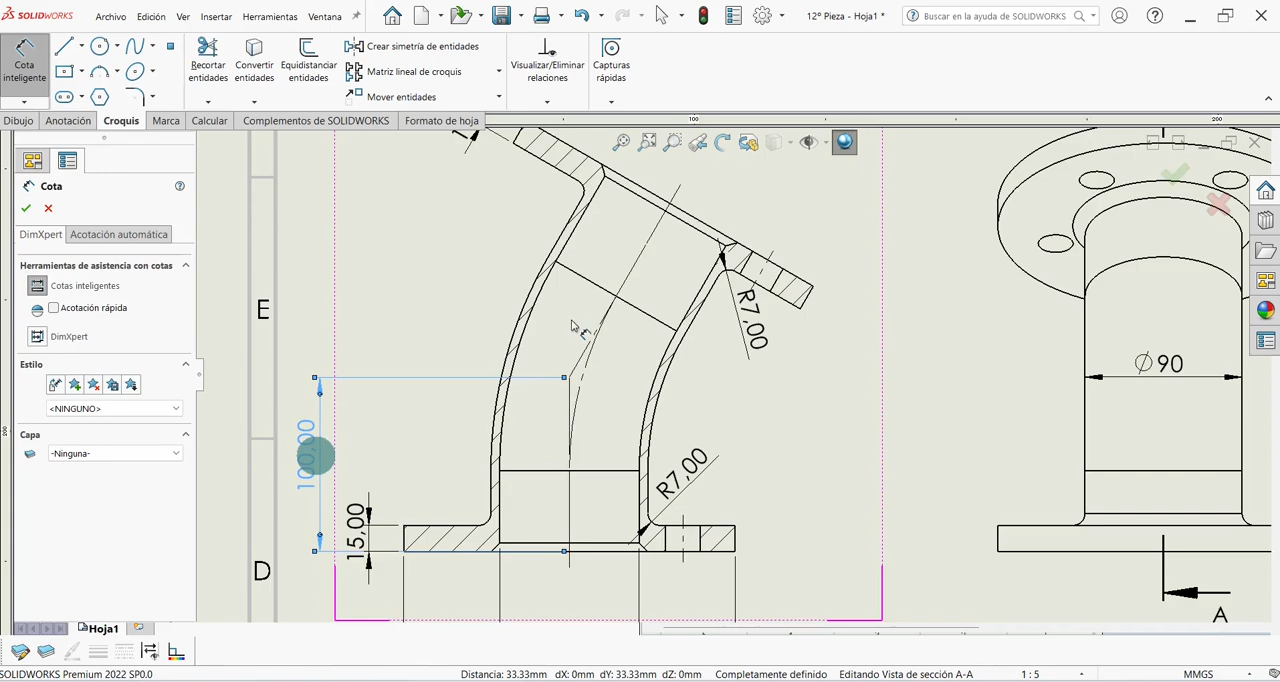 SOLIDWORKS
Archivo Edición Ver Insertar Herramientas Ventana
12º Pieza - Hoja1 *
Buscar en la ayuda de SOLIDWORKS
Cota inteligente
Recortar entidades
Convertir entidades
Equidistanciar entidades
Crear simetría de entidades
Matriz lineal de croquis
Mover entidades
Visualizar/Eliminar relaciones
Capturas rápidas
Dibujo Anotación Croquis Marca Calcular Complementos de SOLIDWORKS Formato de hoja
100
200
Cota
DimXpert Acotación automática
Herramientas de asistencia con cotas
Cotas inteligentes
Acotación rápida
DimXpert
Estilo
<NINGUNO>
Capa
-Ninguna-
E
D
R7,00
R7,00
100,00
15,00
∅90
A
Hoja1
SOLIDWORKS Premium 2022 SP0.0
Distancia: 33.33mm dX: 0mm dY: 33.33mm dZ: 0mm Completamente definido Editando Vista de sección A-A 1 : 5 MMGS